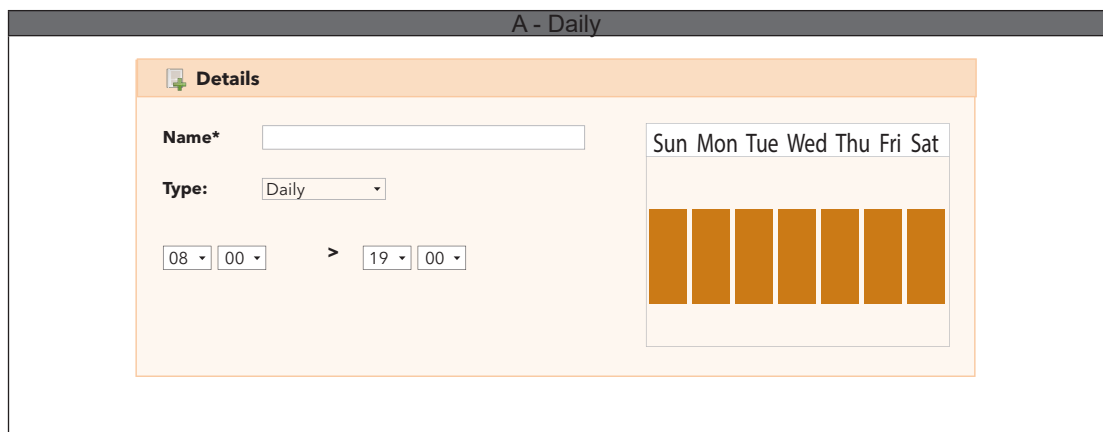 A - Daily
Details
Name*
Sun Mon Tue Wed Thu Fri Sat
Type: Daily
08 00 > 19 00